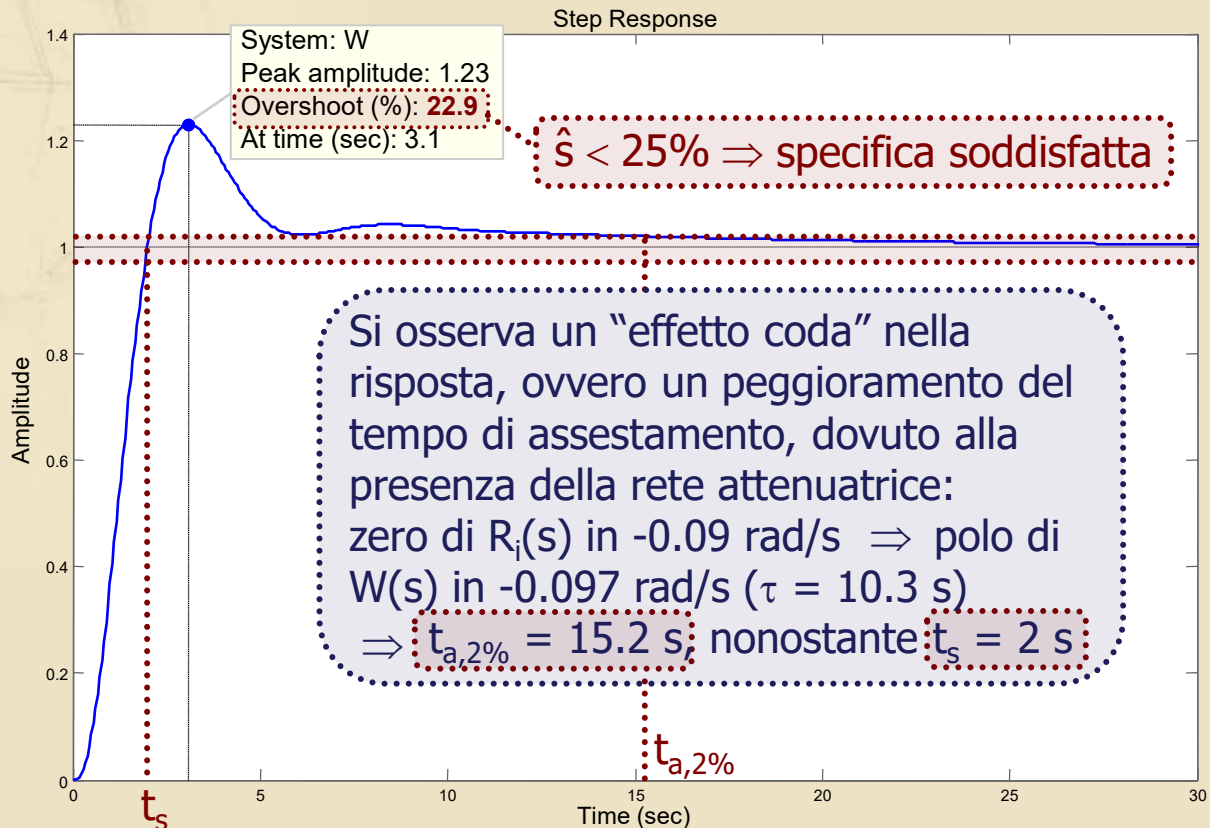 Step Response
System: W
Peak amplitude: 1.23
Overshoot (%): 22.9
At time (sec): 3.1
ŝ < 25% ⇒ specifica soddisfatta
Si osserva un “effetto coda” nella
risposta, ovvero un peggioramento del
tempo di assestamento, dovuto alla
presenza della rete attenuatrice:
zero di Ri(s) in -0.09 rad/s ⇒ polo di
W(s) in -0.097 rad/s (τ = 10.3 s)
⇒ ta,2% = 15.2 s, nonostante ts = 2 s
ta,2%
ts
Amplitude
1.4
1.2
1
0.8
0.6
0.4
0.2
0
0 5 10 15 20 25 30
Time (sec)